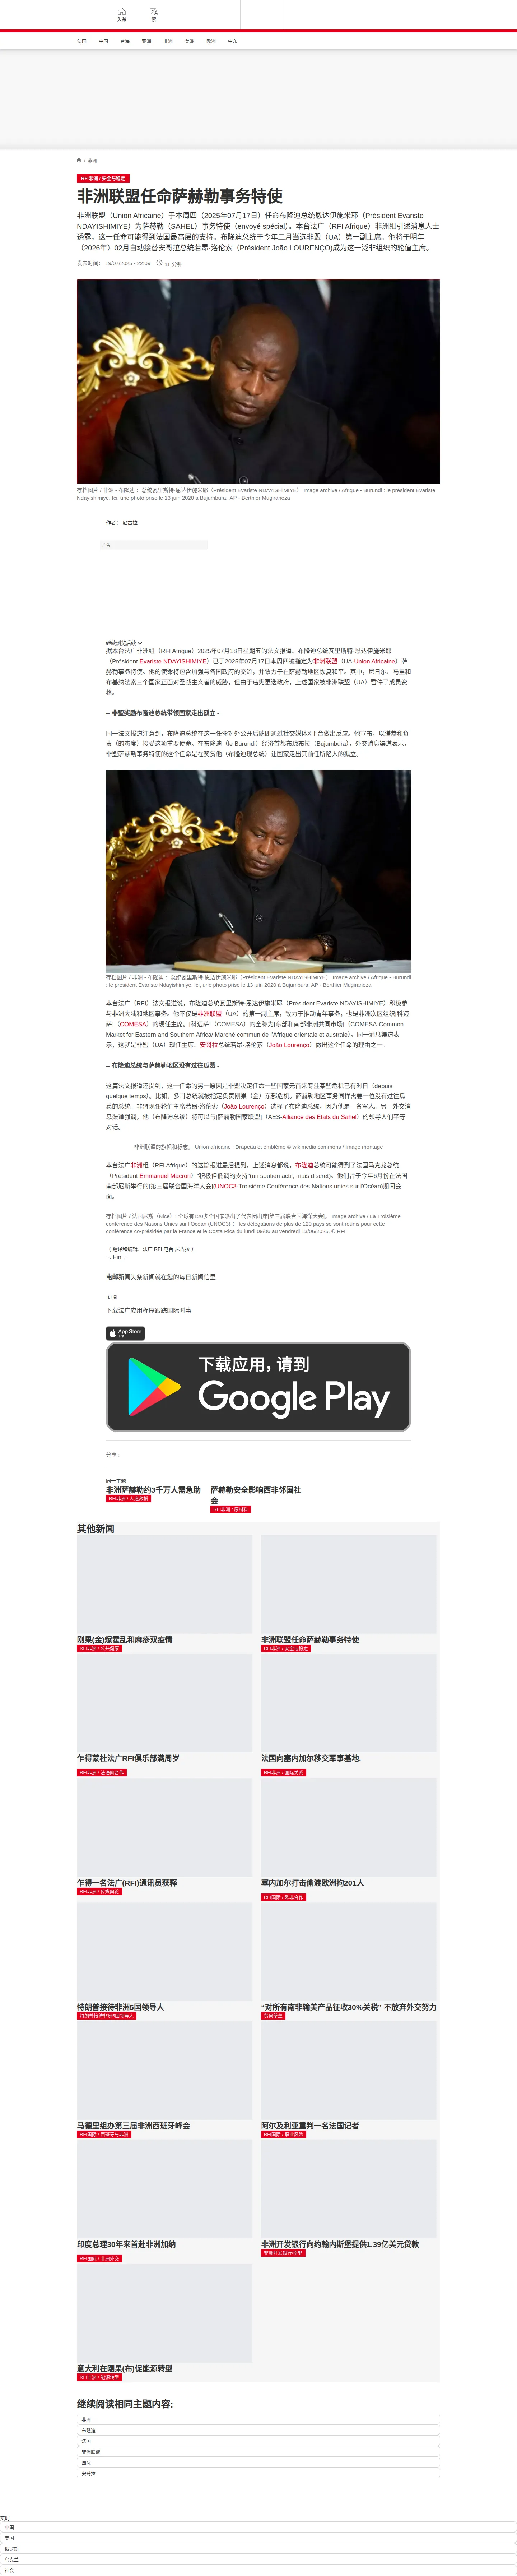 头条
繁
法国
中国
台海
亚洲
非洲
美洲
欧洲
中东
/ 非洲
RFI非洲 / 安全与稳定
非洲联盟任命萨赫勒事务特使
非洲联盟（Union Africaine）于本周四（2025年07月17日）任命布隆迪总统恩达伊施米耶（Président Evariste
NDAYISHIMIYE）为萨赫勒（SAHEL）事务特使（envoyé spécial）。本台法广（RFI Afrique）非洲组引述消息人士
透露，这一任命可能得到法国最高层的支持。布隆迪总统于今年二月当选非盟（UA）第一副主席。他将于明年
（2026年）02月自动接替安哥拉总统若昂·洛伦索（Président João LOURENÇO)成为这一泛非组织的轮值主席。
发表时间： 19/07/2025 - 22:09
11 分钟
存档图片 / 非洲 - 布隆迪 ：总统瓦里斯特·恩达伊施米耶（Président Evariste NDAYISHIMIYE） Image archive / Afrique - Burundi : le président Évariste
Ndayishimiye. Ici, une photo prise le 13 juin 2020 à Bujumbura. AP - Berthier Mugiraneza
作者： 尼古拉
广告
继续浏览后续
据本台法广非洲组（RFI Afrique）2025年07月18日星期五的法文报道。布隆迪总统瓦里斯特·恩达伊施米耶
（Président Evariste NDAYISHIMIYE）已于2025年07月17日本周四被指定为非洲联盟（UA-Union Africaine）萨
赫勒事务特使。他的使命将包含加强与各国政府的交流，并致力于在萨赫勒地区恢复和平。其中，尼日尔、马里和
布基纳法索三个国家正面对圣战主义者的威胁，但由于违宪更迭政府，上述国家被非洲联盟（UA）暂停了成员资
格。
-- 非盟奖励布隆迪总统带领国家走出孤立 -
同一法文报道注意到，布隆迪总统在这一任命对外公开后随即通过社交媒体X平台做出反应。他宣布，以谦恭和负
责（的态度）接受这项重要使命。在布隆迪（le Burundi）经济首都布琼布拉（Bujumbura），外交消息渠道表示，
非盟萨赫勒事务特使的这个任命是在奖赏他（布隆迪现总统）让国家走出其前任所陷入的孤立。
存档图片 / 非洲 - 布隆迪 ：总统瓦里斯特·恩达伊施米耶（Président Evariste NDAYISHIMIYE） Image archive / Afrique - Burundi
: le président Évariste Ndayishimiye. Ici, une photo prise le 13 juin 2020 à Bujumbura. AP - Berthier Mugiraneza
本台法广（RFI）法文报道说，布隆迪总统瓦里斯特·恩达伊施米耶（Président Evariste NDAYISHIMIYE）积极参
与非洲大陆和地区事务。他不仅是非洲联盟（UA）的第一副主席，致力于推动青年事务，也是非洲次区组织[科迈
萨]（COMESA）的现任主席。[科迈萨]（COMESA）的全称为[东部和南部非洲共同市场]（COMESA-Common
Market for Eastern and Southern Africa/ Marché commun de l'Afrique orientale et australe）。同一消息渠道表
示，这就是非盟（UA）现任主席、安哥拉总统若昂·洛伦索（João Lourenço）做出这个任命的理由之一。
-- 布隆迪总统与萨赫勒地区没有过往瓜葛 -
这篇法文报道还提到，这一任命的另一原因是非盟决定任命一些国家元首来专注某些危机已有时日（depuis
quelque temps）。比如，多哥总统就被指定负责刚果（金）东部危机。萨赫勒地区事务同样需要一位没有过往瓜
葛的总统。非盟现任轮值主席若昂·洛伦索（João Lourenço）选择了布隆迪总统，因为他是一名军人。另一外交消
息渠道强调，他（布隆迪总统）将可以与[萨赫勒国家联盟]（AES-Alliance des Etats du Sahel）的领导人们平等
对话。
非洲联盟的旗帜和标志。 Union africaine : Drapeau et emblème © wikimedia commons / Image montage
本台法广非洲组（RFI Afrique）的这篇报道最后提到，上述消息都说，布隆迪总统可能得到了法国马克龙总统
（Président Emmanuel Macron）“积极但低调的支持”(un soutien actif, mais discret)。他们曾于今年6月份在法国
南部尼斯举行的[第三届联合国海洋大会](UNOC3-Troisième Conférence des Nations unies sur l'Océan)期间会
面。
存档图片 / 法国尼斯（Nice）: 全球有120多个国家派出了代表团出席[第三届联合国海洋大会]。 Image archive / La Troisième
conférence des Nations Unies sur l'Océan (UNOC3) ： les délégations de plus de 120 pays se sont réunis pour cette
conférence co-présidée par la France et le Costa Rica du lundi 09/06 au vendredi 13/06/2025. © RFI
（ 翻译和编辑：法广 RFI 电台 尼古拉 ）
~. Fin .~
电邮新闻头条新闻就在您的每日新闻信里
订阅
下载法广应用程序跟踪国际时事
App Store
下载应用，请到
Google Play
分享 :
同一主题
非洲萨赫勒约3千万人需急助
RFI非洲 / 人道救援
萨赫勒安全影响西非邻国社
会
RFI非洲 / 原材料
其他新闻
刚果(金)爆霍乱和麻疹双疫情
RFI非洲 / 公共健康
非洲联盟任命萨赫勒事务特使
RFI非洲 / 安全与稳定
乍得蒙杜法广RFI俱乐部满周岁
RFI非洲 / 法语圈合作
法国向塞内加尔移交军事基地.
RFI非洲 / 国际关系
乍得一名法广(RFI)通讯员获释
RFI非洲 / 传媒舆论
塞内加尔打击偷渡欧洲拘201人
RFI国际 / 欧非合作
特朗普接待非洲5国领导人
特朗普接待非洲5国领导人
“对所有南非输美产品征收30%关税” 不放弃外交努力
贸易壁垒
马德里组办第三届非洲西班牙峰会
RFI国际 / 西班牙与非洲
阿尔及利亚重判一名法国记者
RFI国际 / 职业风险
印度总理30年来首赴非洲加纳
RFI国际 / 非洲外交
非洲开发银行向约翰内斯堡提供1.39亿美元贷款
非洲开发银行/南非
意大利在刚果(布)促能源转型
RFI非洲 / 能源转型
继续阅读相同主题内容:
非洲
布隆迪
法国
非洲联盟
国际
安哥拉
实时
中国
美国
俄罗斯
乌克兰
社会